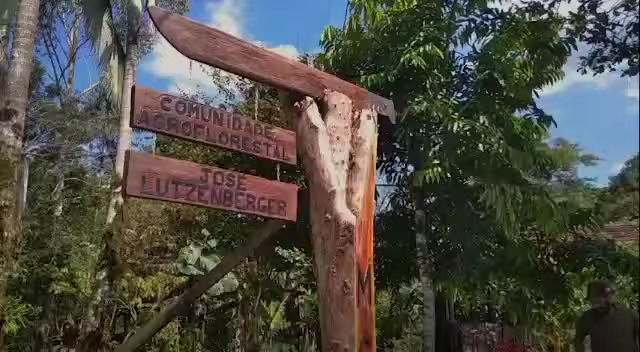 COMUNIDADE
AGROFLORESTAL
JOSÉ
LUTZENBERGER
M